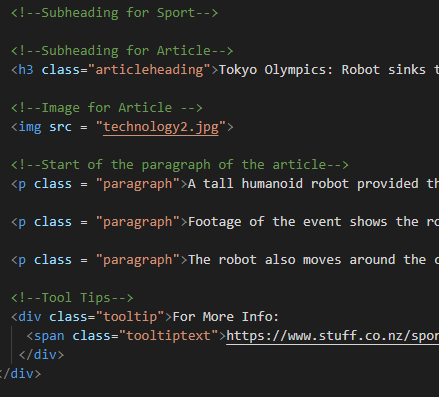 <!--Subheading for Sport-->
<!--Subheading for Article-->
<h3 class="articleheading">Tokyo Olympics: Robot sinks
<!--Image for Article -->
<img src = "technology2.jpg">
<!--Start of the paragraph of the article-->
<p class = "paragraph">A tall humanoid robot provided
<p class = "paragraph">Footage of the event shows the
<p class = "paragraph">The robot also moves around the
<!--Tool Tips-->
<div class="tooltip">For More Info:
<span class="tooltiptext">https://www.stuff.co.nz/spor
</div>
</div>